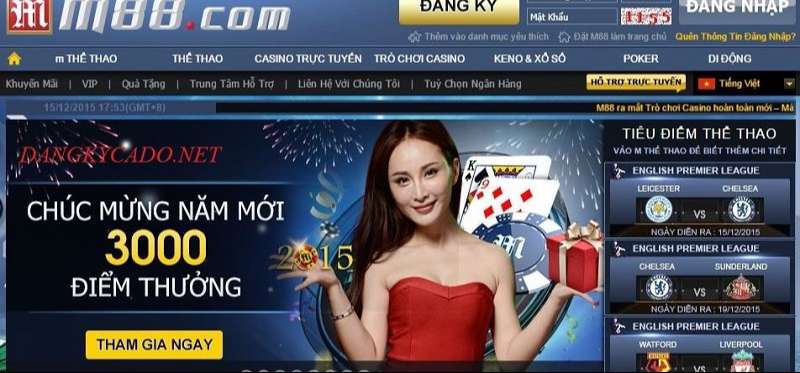 M88.com
ĐĂNG KÝ
Mật Khẩu
1155
ĐĂNG NHẬP
Thêm vào danh mục yêu thích
Đặt M88 làm trang chủ
Quên Thông Tin Đăng Nhập?
m THỂ THAO
THỂ THAO
CASINO TRỰC TUYẾN
TRÒ CHƠI CASINO
KENO & XỔ SỐ
POKER
DI ĐỘNG
Khuyến Mãi | VIP | Quà Tặng | Trung Tâm Hỗ Trợ | Liên Hệ Với Chúng Tôi | Tuỳ Chọn Ngân Hàng
HỖ TRỢ TRỰC TUYẾN
Tiếng Việt
15/12/2015 17:53(GMT+8)
M88 ra mắt Trò chơi Casino hoàn toàn mới – Má
DANGKYCADO.NET
CHÚC MỪNG NĂM MỚI
3000
ĐIỂM THƯỞNG
THAM GIA NGAY
2015
K
9
M
TIÊU ĐIỂM THỂ THAO
VÀO M THỂ THAO ĐỂ BIẾT THÊM CHI TIẾT
ENGLISH PREMIER LEAGUE
LEICESTER
CHELSEA
VS
NGÀY DIỄN RA : 15/12/2015
ENGLISH PREMIER LEAGUE
CHELSEA
SUNDERLAND
VS
NGÀY DIỄN RA : 19/12/2015
ENGLISH PREMIER LEAGUE
WATFORD
LIVERPOOL
VS